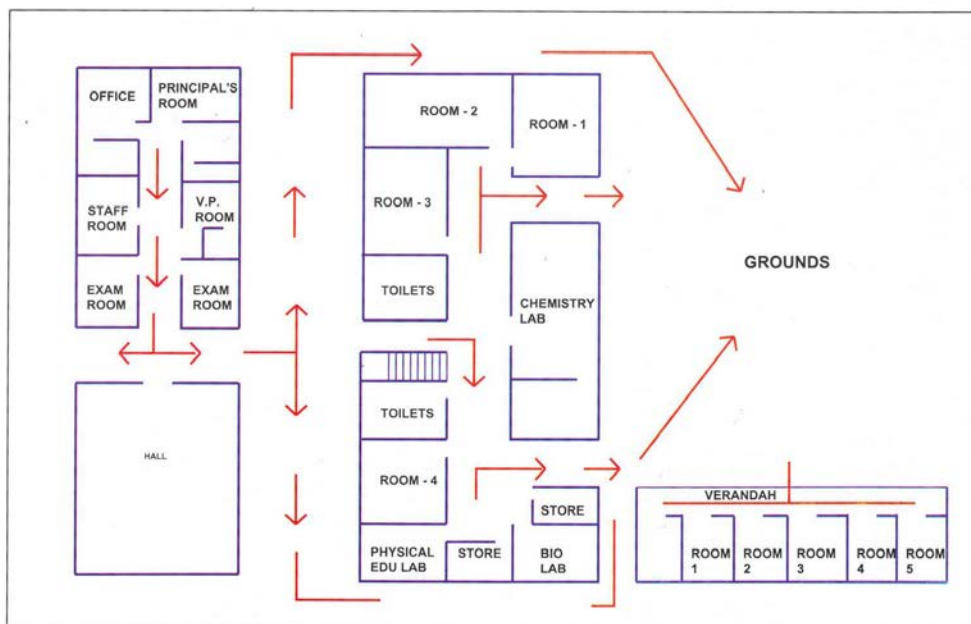 OFFICE
PRINCIPAL'S
ROOM
STAFF
ROOM
V.P.
ROOM
EXAM
ROOM
EXAM
ROOM
HALL
ROOM - 2
ROOM - 1
ROOM - 3
TOILETS
CHEMISTRY
LAB
TOILETS
ROOM - 4
PHYSICAL
EDU LAB
STORE
STORE
BIO
LAB
GROUNDS
VERANDAH
ROOM
1
ROOM
2
ROOM
3
ROOM
4
ROOM
5